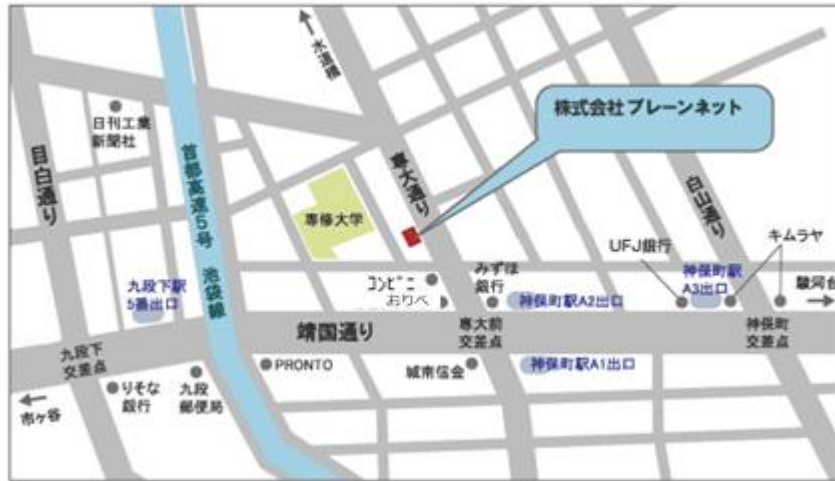 水道橋
日刊工業
新聞社
株式会社ブレーンネット
目白通り
首都高速5号 池袋線
専大通り
白山通り
専修大学
九段下駅
5番出口
コンビニ
おりべ
みずほ
銀行
神保町駅A2出口
UFJ銀行
神保町駅
A3出口
キムラヤ
駿河台
靖国通り
専大前
交差点
神保町
交差点
九段下
交差点
PRONTO
城南信金
神保町駅A1出口
市ヶ谷
りそな
銀行
九段
郵便局